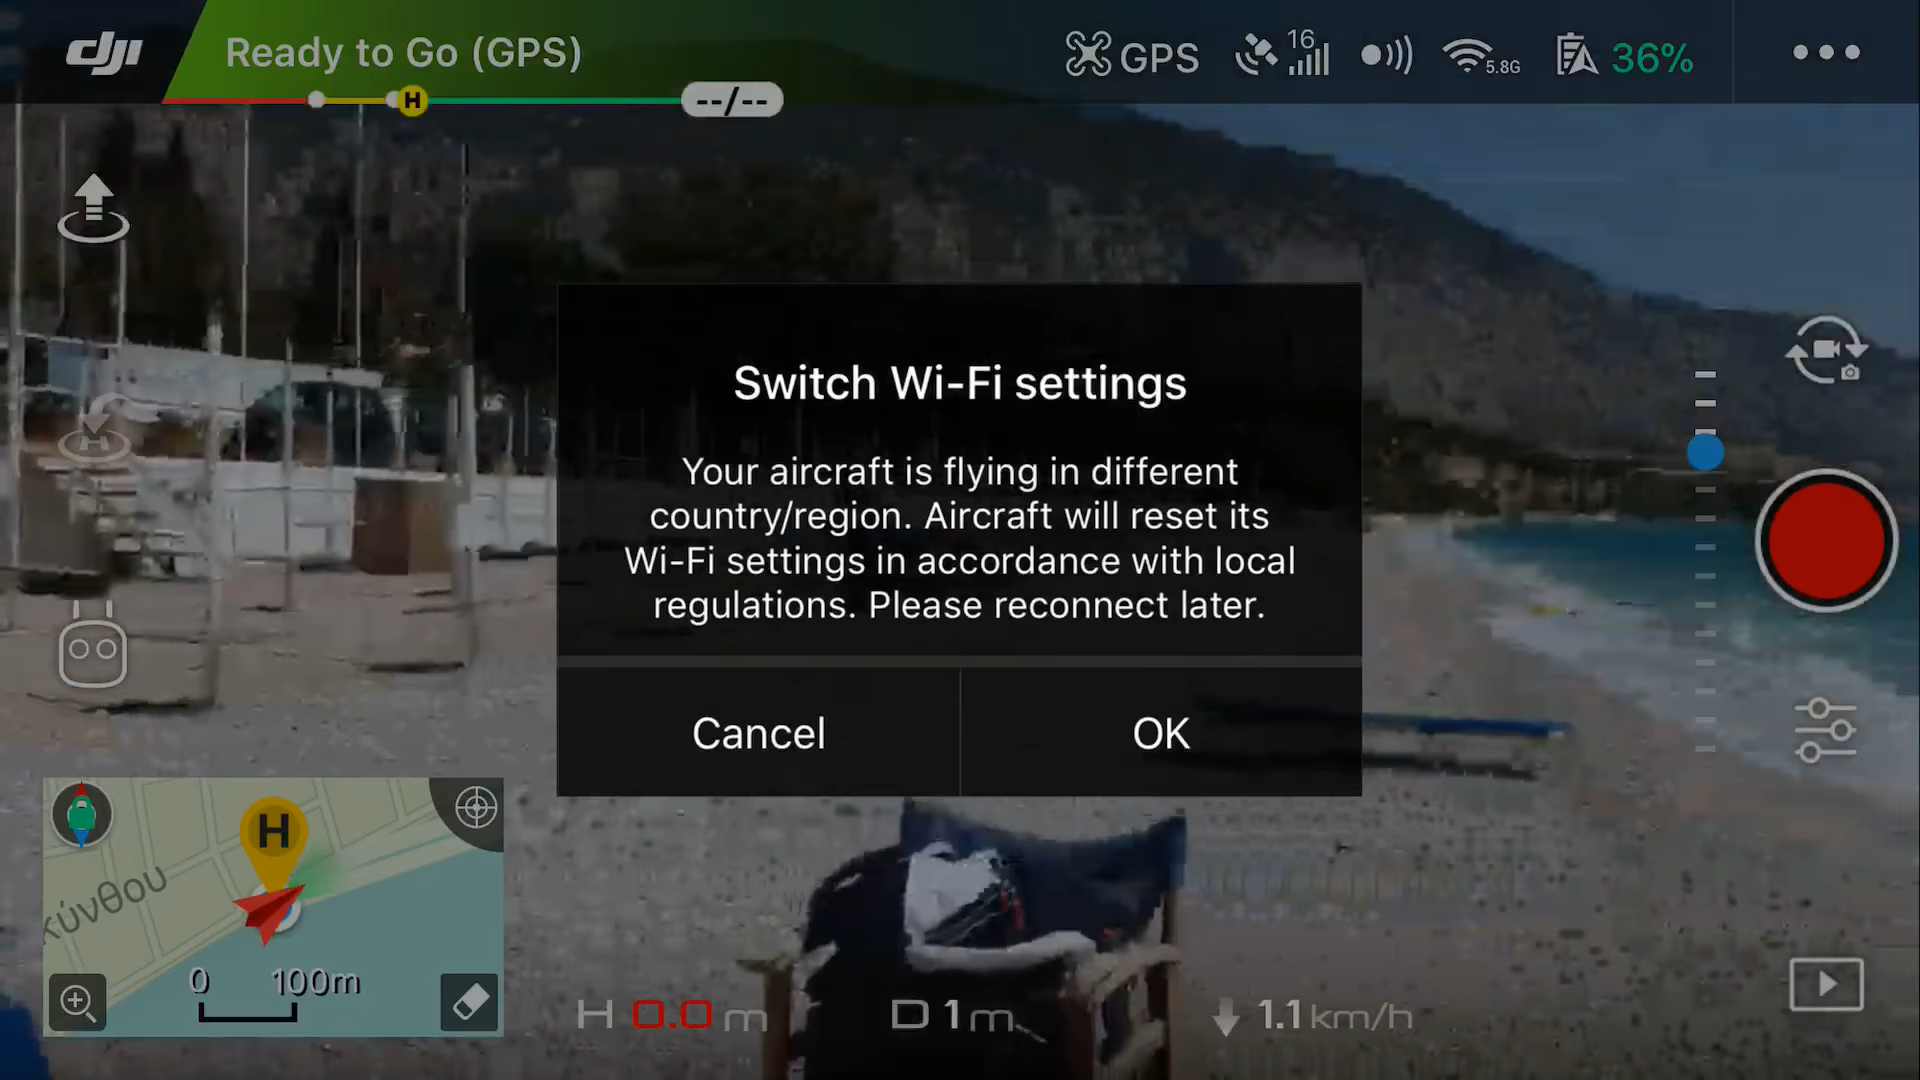 dji
Ready to Go (GPS)
GPS
16
5.8G
36%
H
--/--
Switch Wi-Fi settings
Your aircraft is flying in different
country/region. Aircraft will reset its
Wi-Fi settings in accordance with local
regulations. Please reconnect later.
Cancel
OK
H
κύνθου
0
100m
H 0.0 m
D 1 m
1.1 km/h